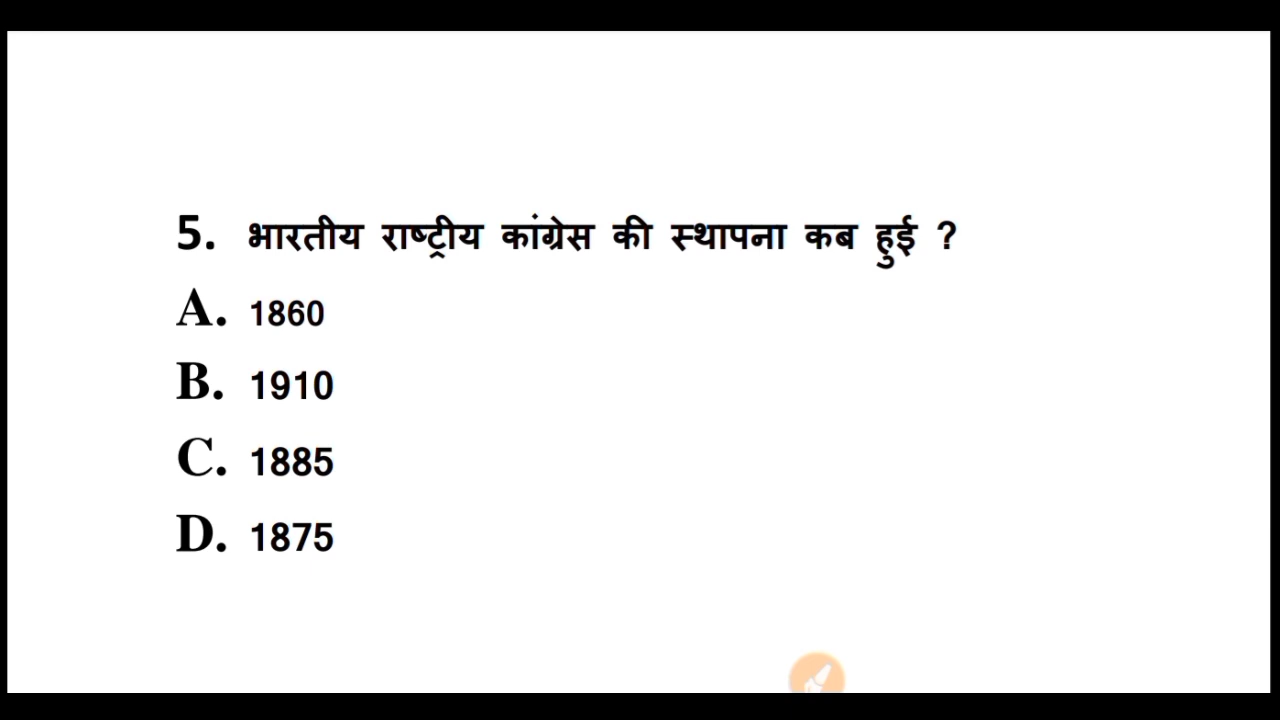 5. भारतीय राष्ट्रीय कांग्रेस की स्थापना कब हुई ?
A. 1860
B. 1910
C. 1885
D. 1875